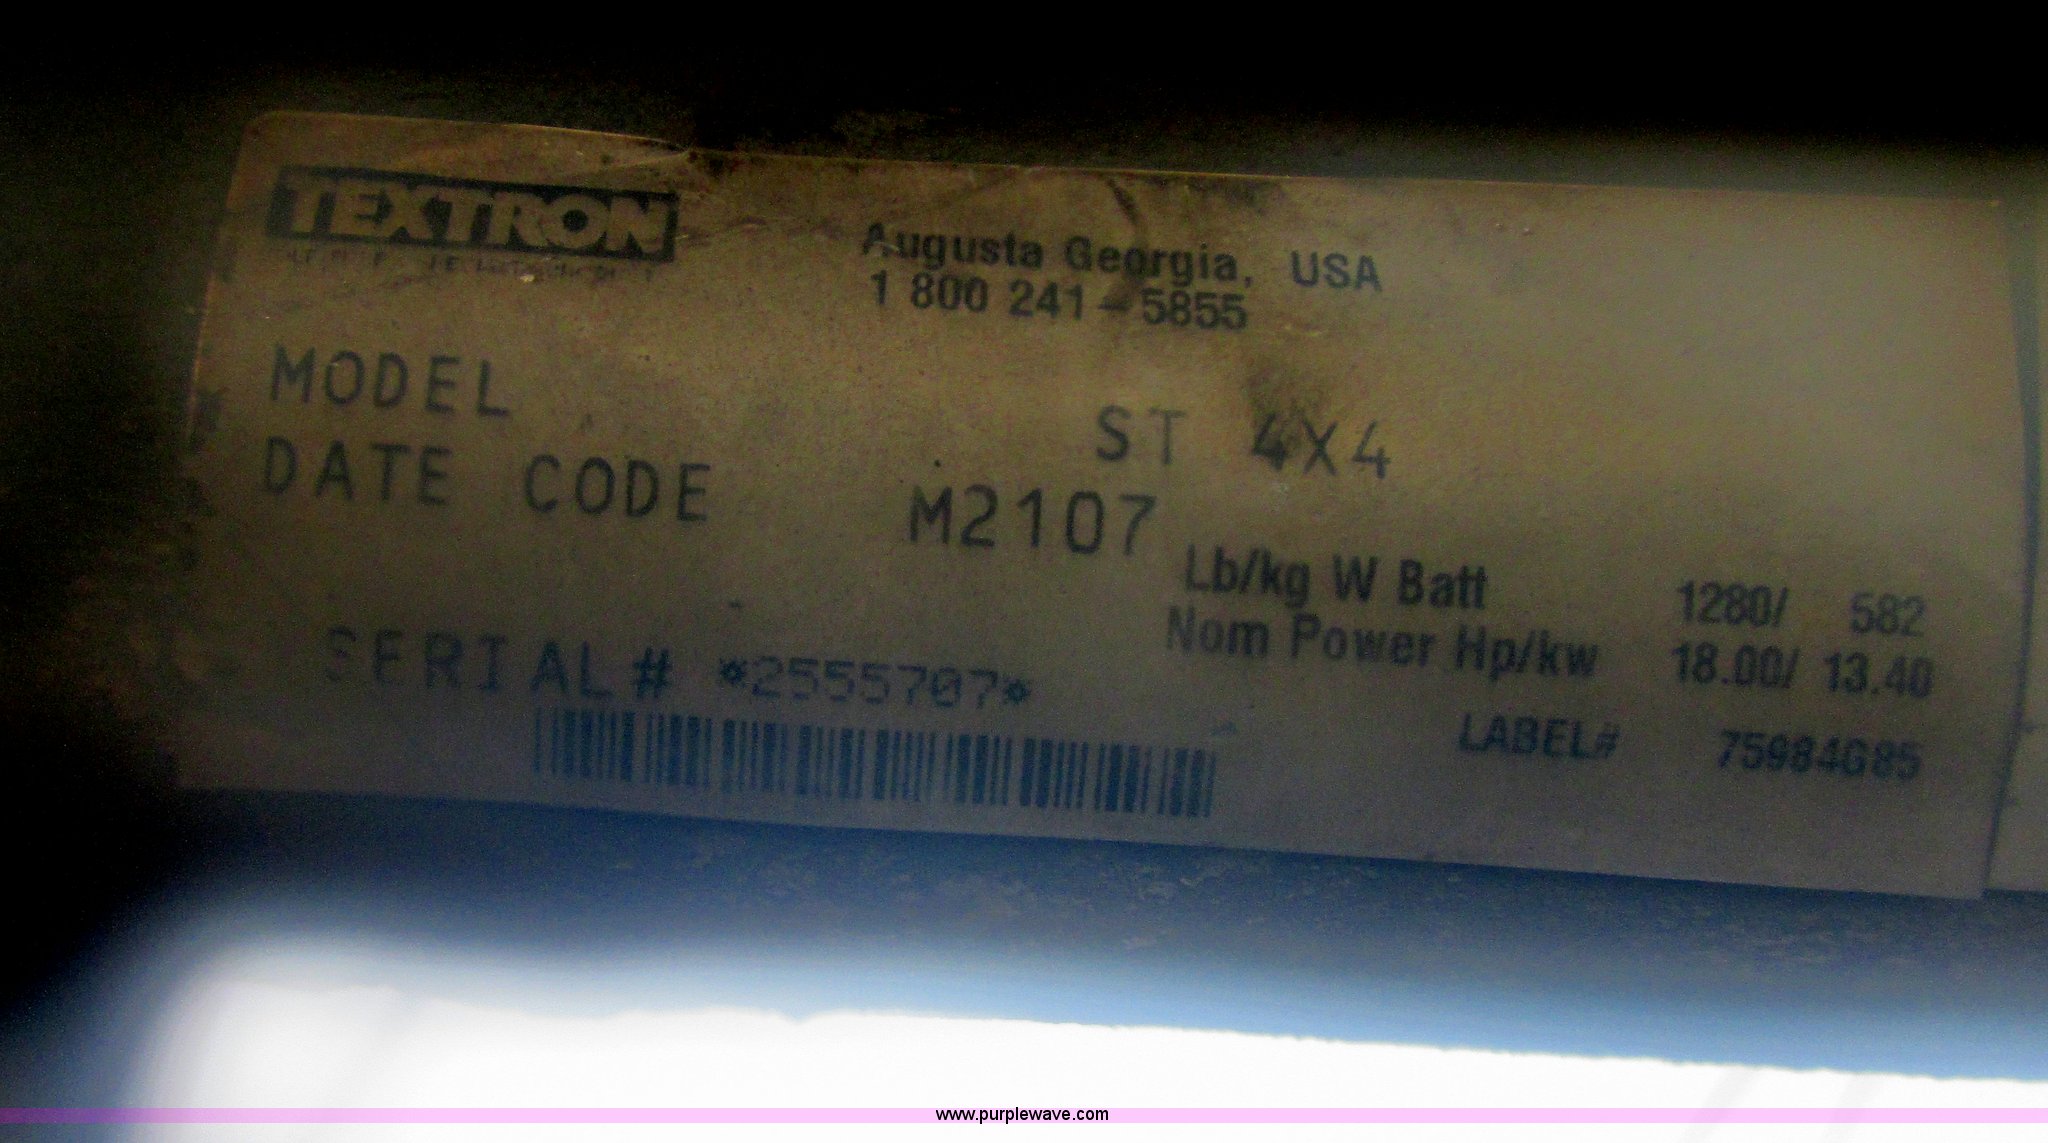 TEXTRON
Augusta Georgia, USA
1 800 241-5855
MODEL ST 4X4
DATE CODE M2107
Lb/kg W Batt 1280/ 582
Nom Power Hp/kw 18.00/ 13.40
SERIAL# *2555707*
LABEL# 75984G85
www.purplewave.com